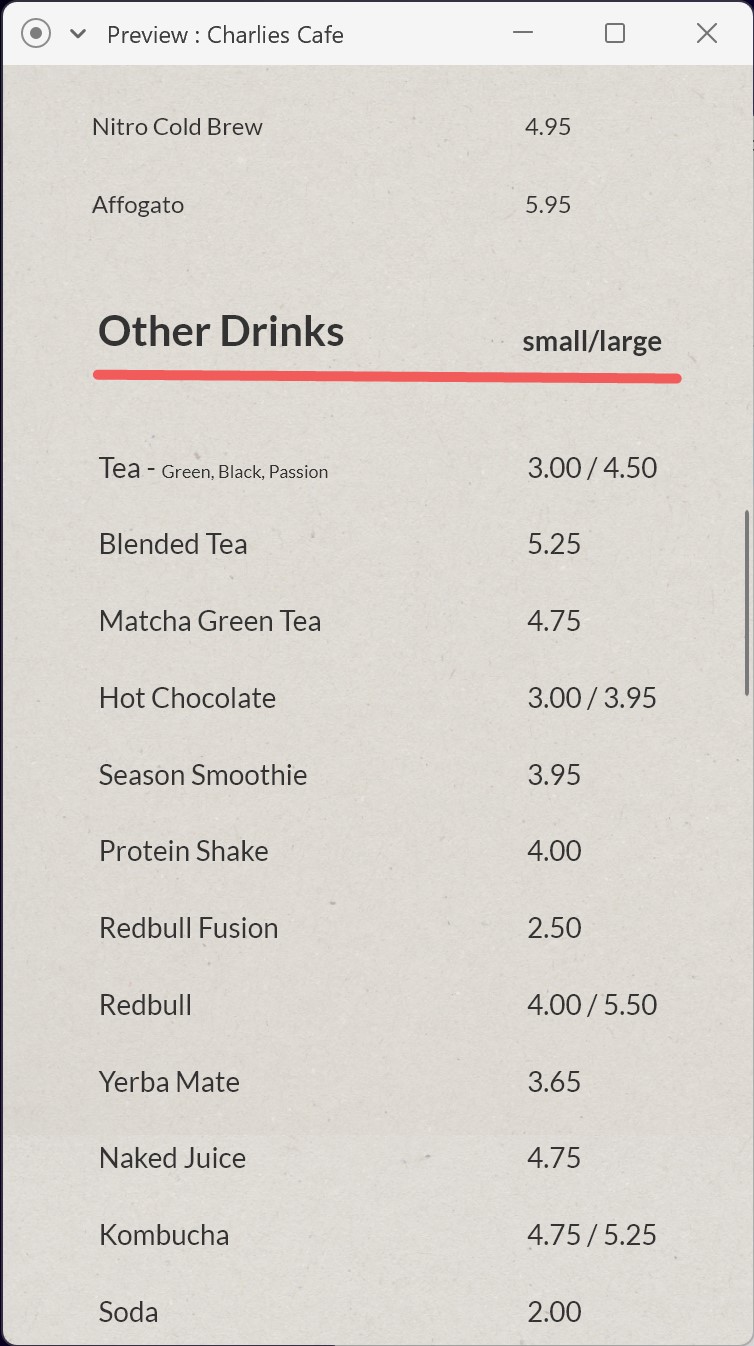 Preview : Charlies Cafe
Nitro Cold Brew 4.95
Affogato 5.95
Other Drinks small/large
Tea - Green, Black, Passion 3.00 / 4.50
Blended Tea 5.25
Matcha Green Tea 4.75
Hot Chocolate 3.00 / 3.95
Season Smoothie 3.95
Protein Shake 4.00
Redbull Fusion 2.50
Redbull 4.00 / 5.50
Yerba Mate 3.65
Naked Juice 4.75
Kombucha 4.75 / 5.25
Soda 2.00